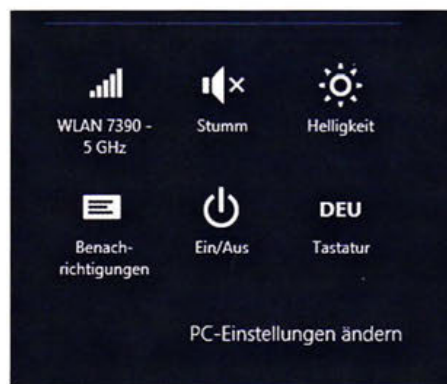 WLAN 7390 -
5 GHz
Stumm
Helligkeit
Benach-
richtigungen
Ein/Aus
DEU
Tastatur
PC-Einstellungen ändern